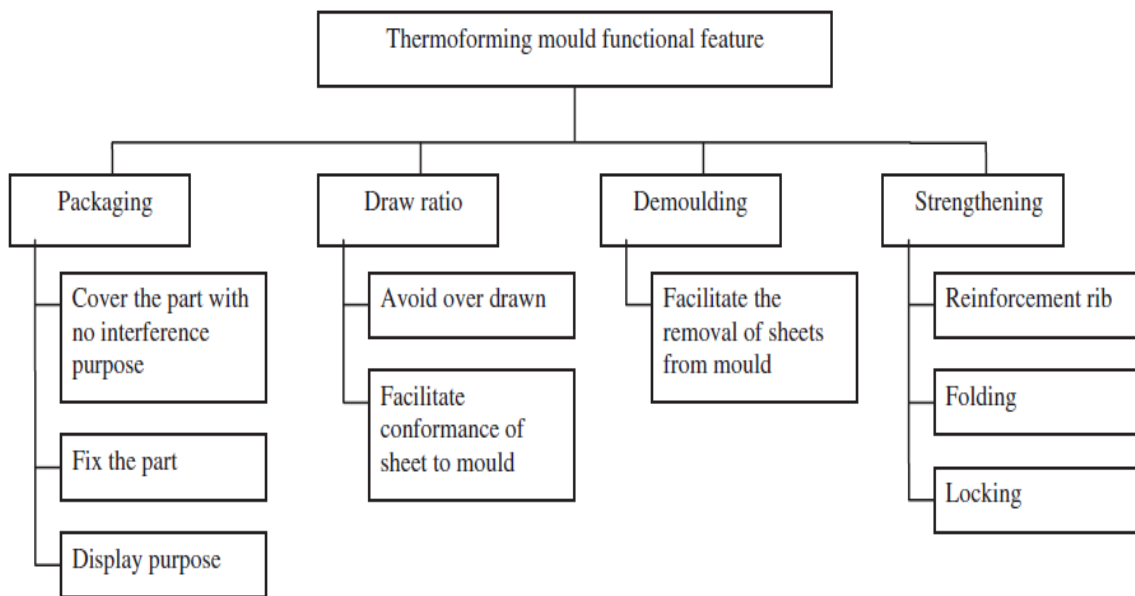 Thermoforming mould functional feature
Packaging
Draw ratio
Demoulding
Strengthening
Cover the part with
no interference
purpose
Fix the part
Display purpose
Avoid over drawn
Facilitate
conformance of
sheet to mould
Facilitate the
removal of sheets
from mould
Reinforcement rib
Folding
Locking